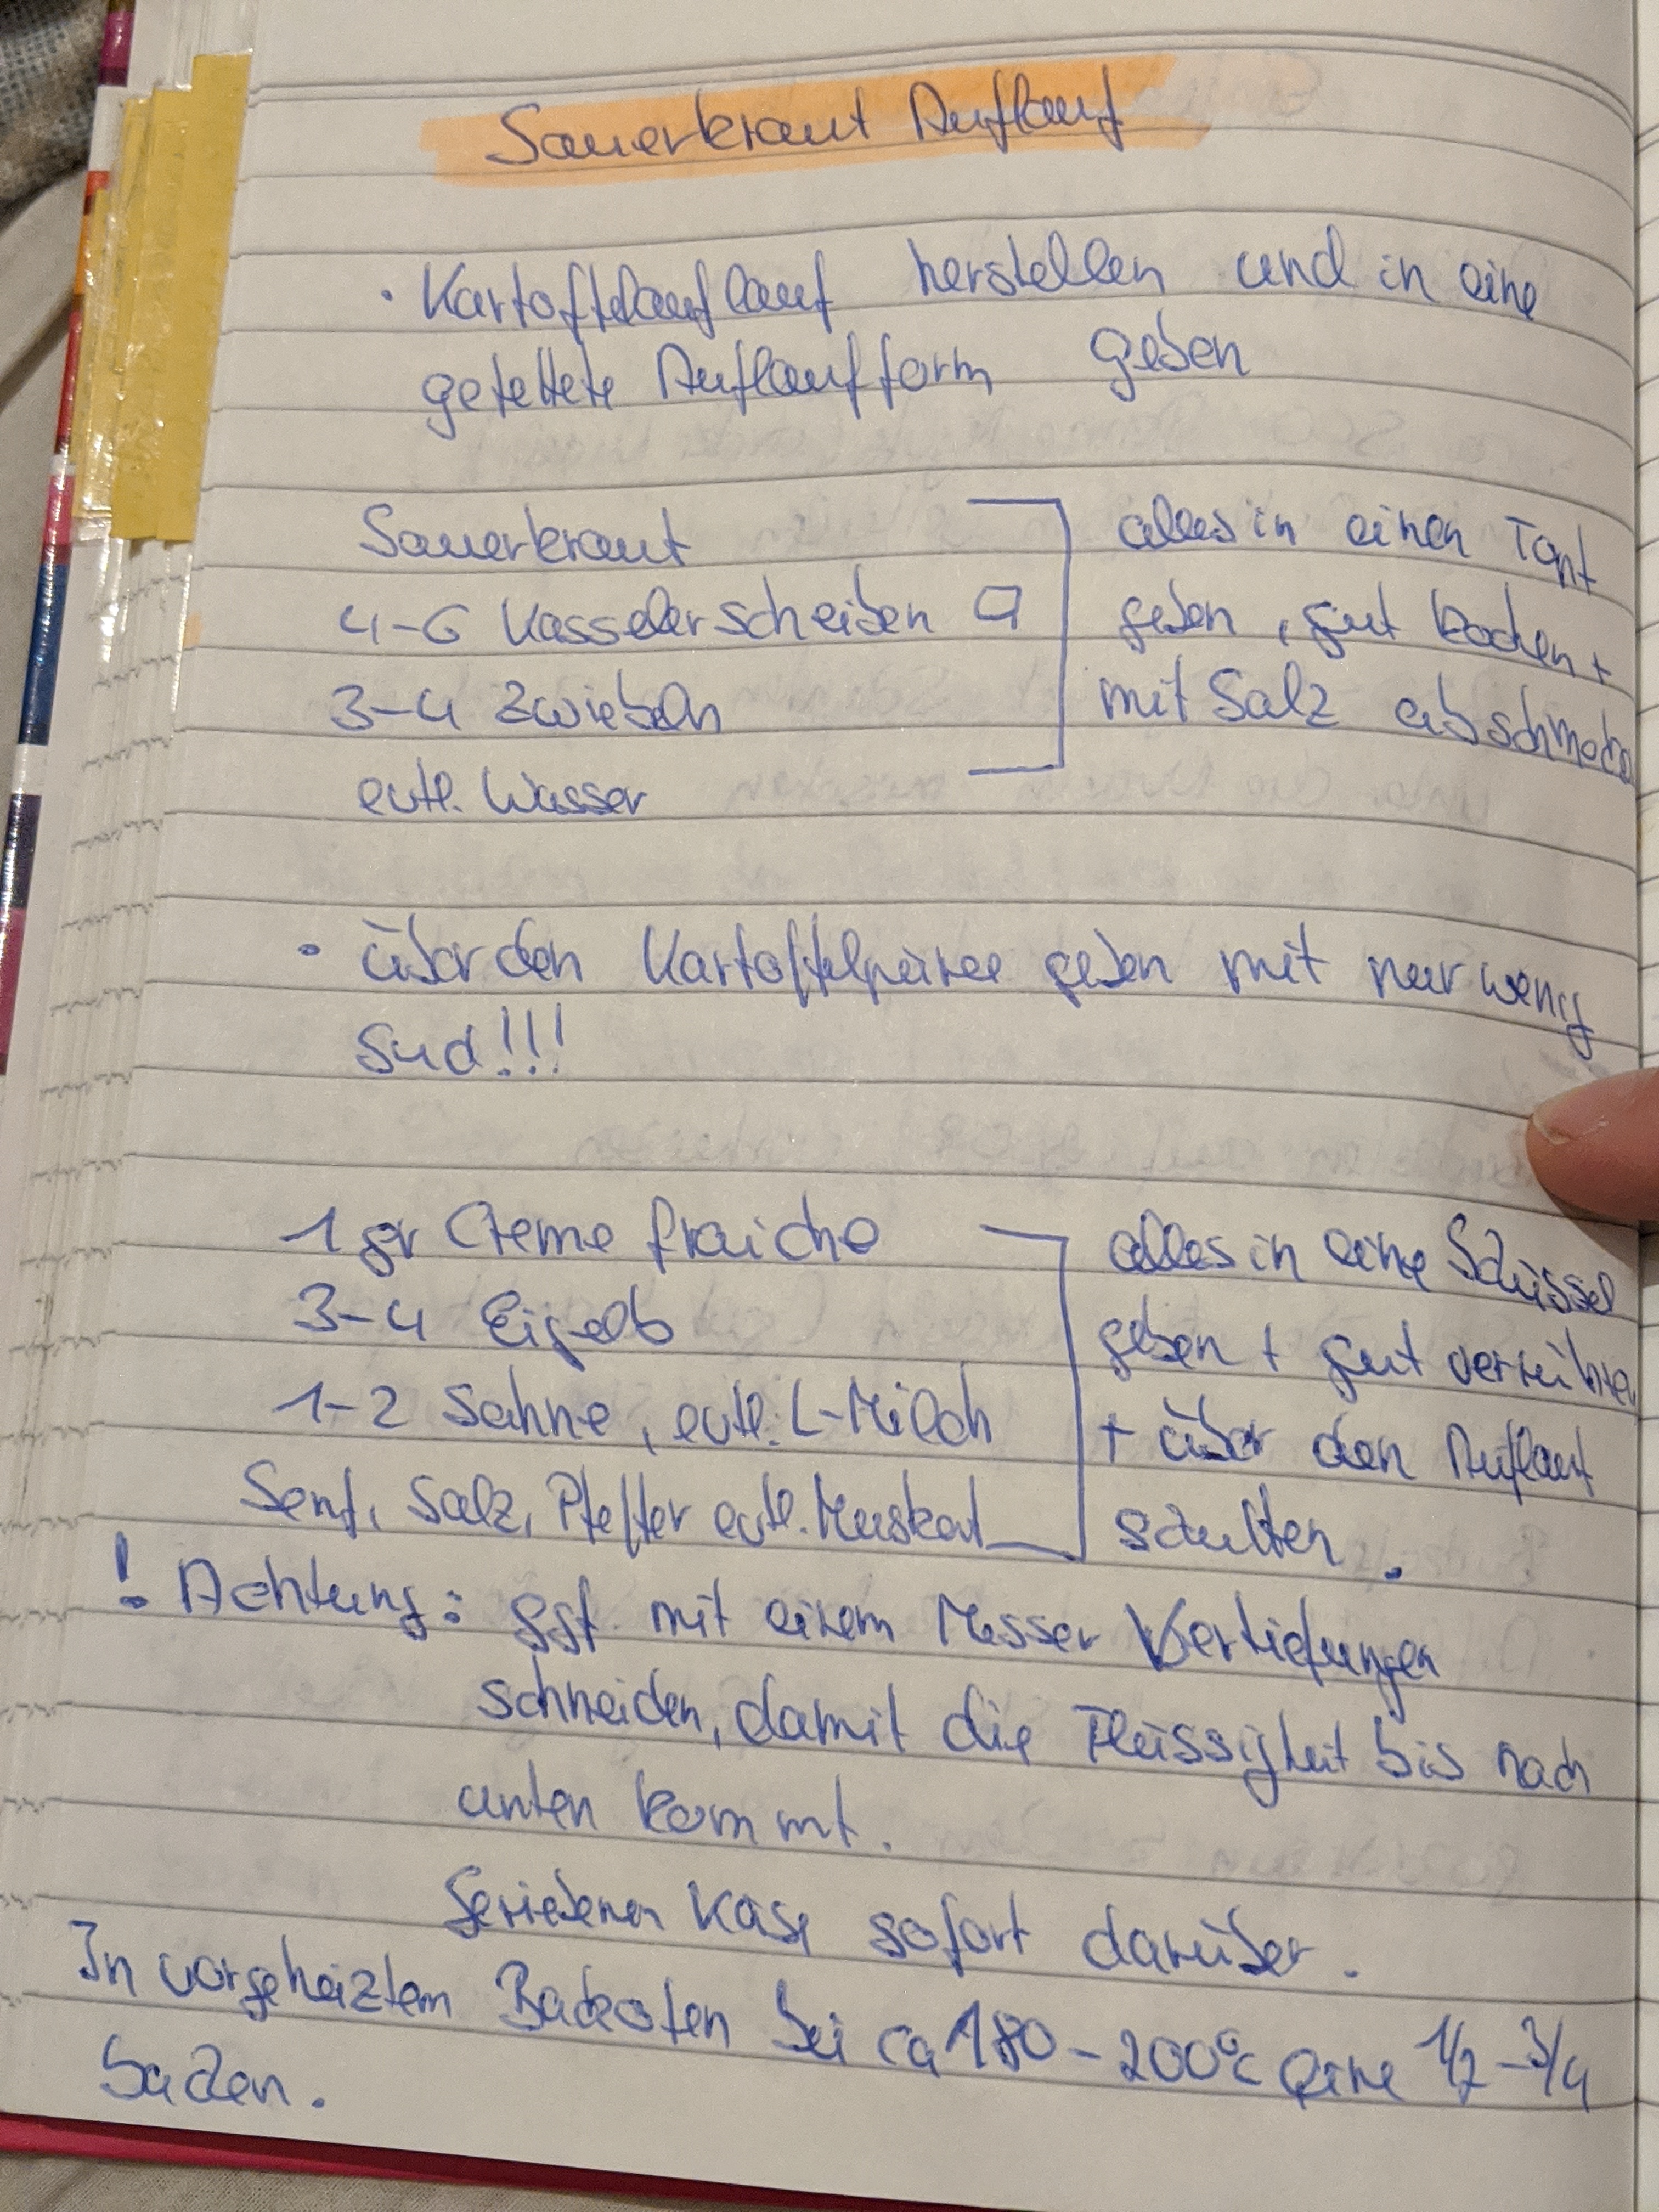 Sauerkraut Auflauf
· Kartoffelauflauf herstellen und in eine
gefettete Auflaufform geben
Sauerkraut
4-6 Kasselerscheiben
3-4 Zwiebeln
evtl. Wasser
alles in einen Topf
geben, gut kochen +
mit Salz abschmecken
· über den Kartoffelpüree geben mit nur wenig
Sud!!!
1 gr Creme fraiche
3-4 Eigelb
1-2 Sahne, evtl. L-Milch
Senf, Salz, Pfeffer evtl. Muskat
alles in eine Schüssel
geben + gut verrühren
+ über den Auflauf
schütten.
! Achtung: ggf. mit einem Messer Vertiefungen
schneiden, damit die Flüssigkeit bis nach
unten kommt.
Geriebenen Käse sofort darüber.
In vorgeheiztem Backofen bei ca 180-200°C eine 1/2 - 3/4
backen.